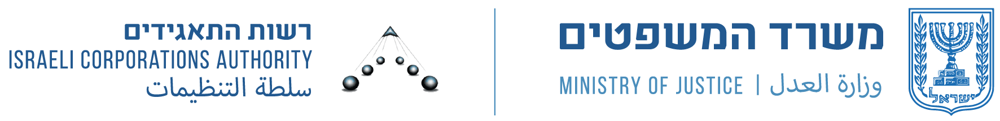 משרד המשפטים
MINISTRY OF JUSTICE | وزارة العدل
ישראל
רשות התאגידים
ISRAELI CORPORATIONS AUTHORITY
سلطة التنظيمات